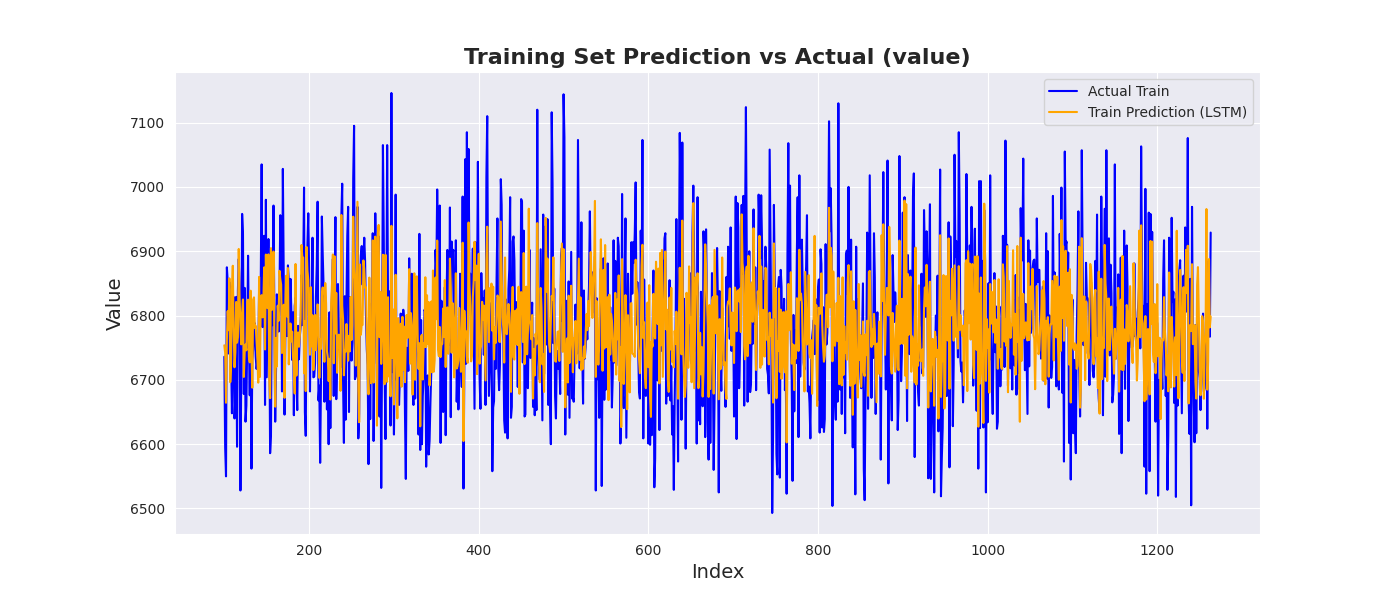 Training Set Prediction vs Actual (value)
Actual Train
Train Prediction (LSTM)
7100
7000
6900
6800
6700
6600
6500
Value
200
400
600
800
1000
1200
Index